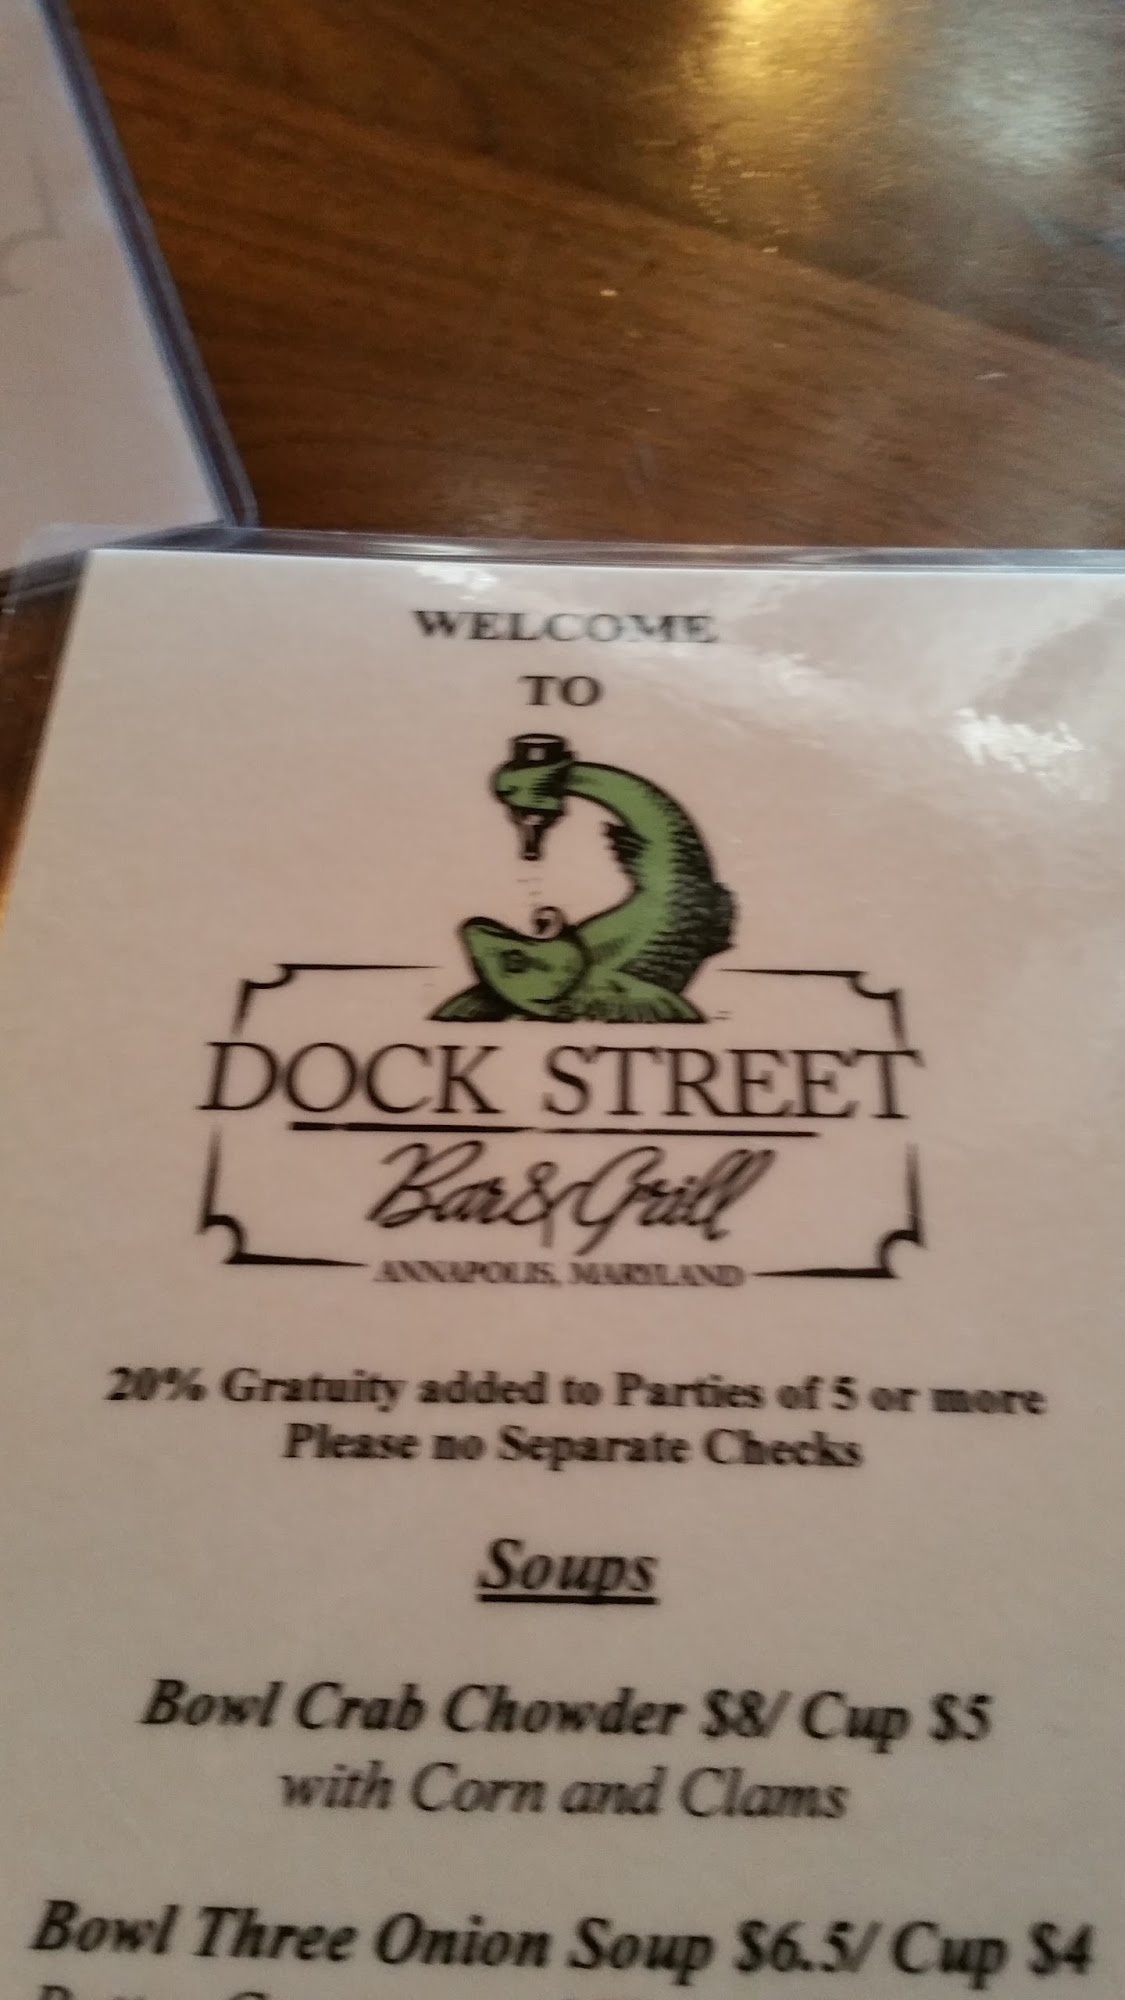 WELCOME
TO
DOCK STREET
Bar & Grill
ANNAPOLIS, MARYLAND
20% Gratuity added to Parties of 5 or more
Please no Separate Checks
Soups
Bowl Crab Chowder $8/ Cup $5
with Corn and Clams
Bowl Three Onion Soup $6.5/ Cup $4